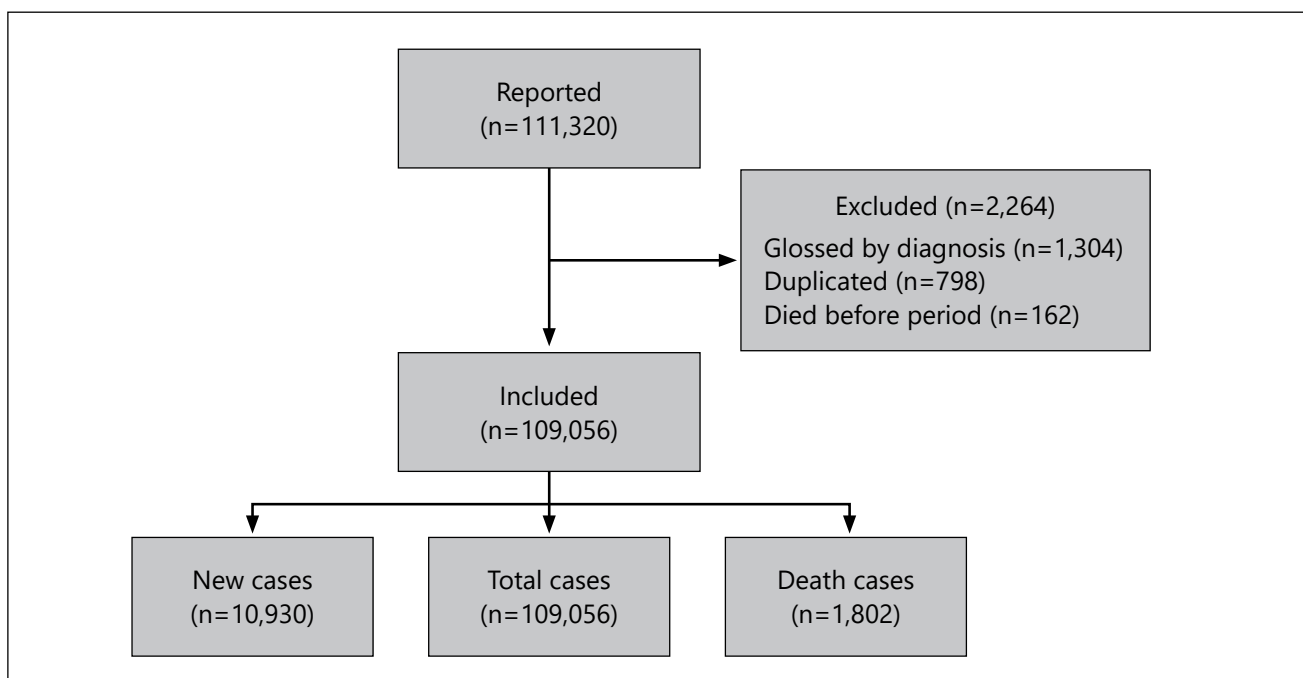 Reported
(n=111,320)
Excluded (n=2,264)
Glossed by diagnosis (n=1,304)
Duplicated (n=798)
Died before period (n=162)
Included
(n=109,056)
New cases
(n=10,930)
Total cases
(n=109,056)
Death cases
(n=1,802)